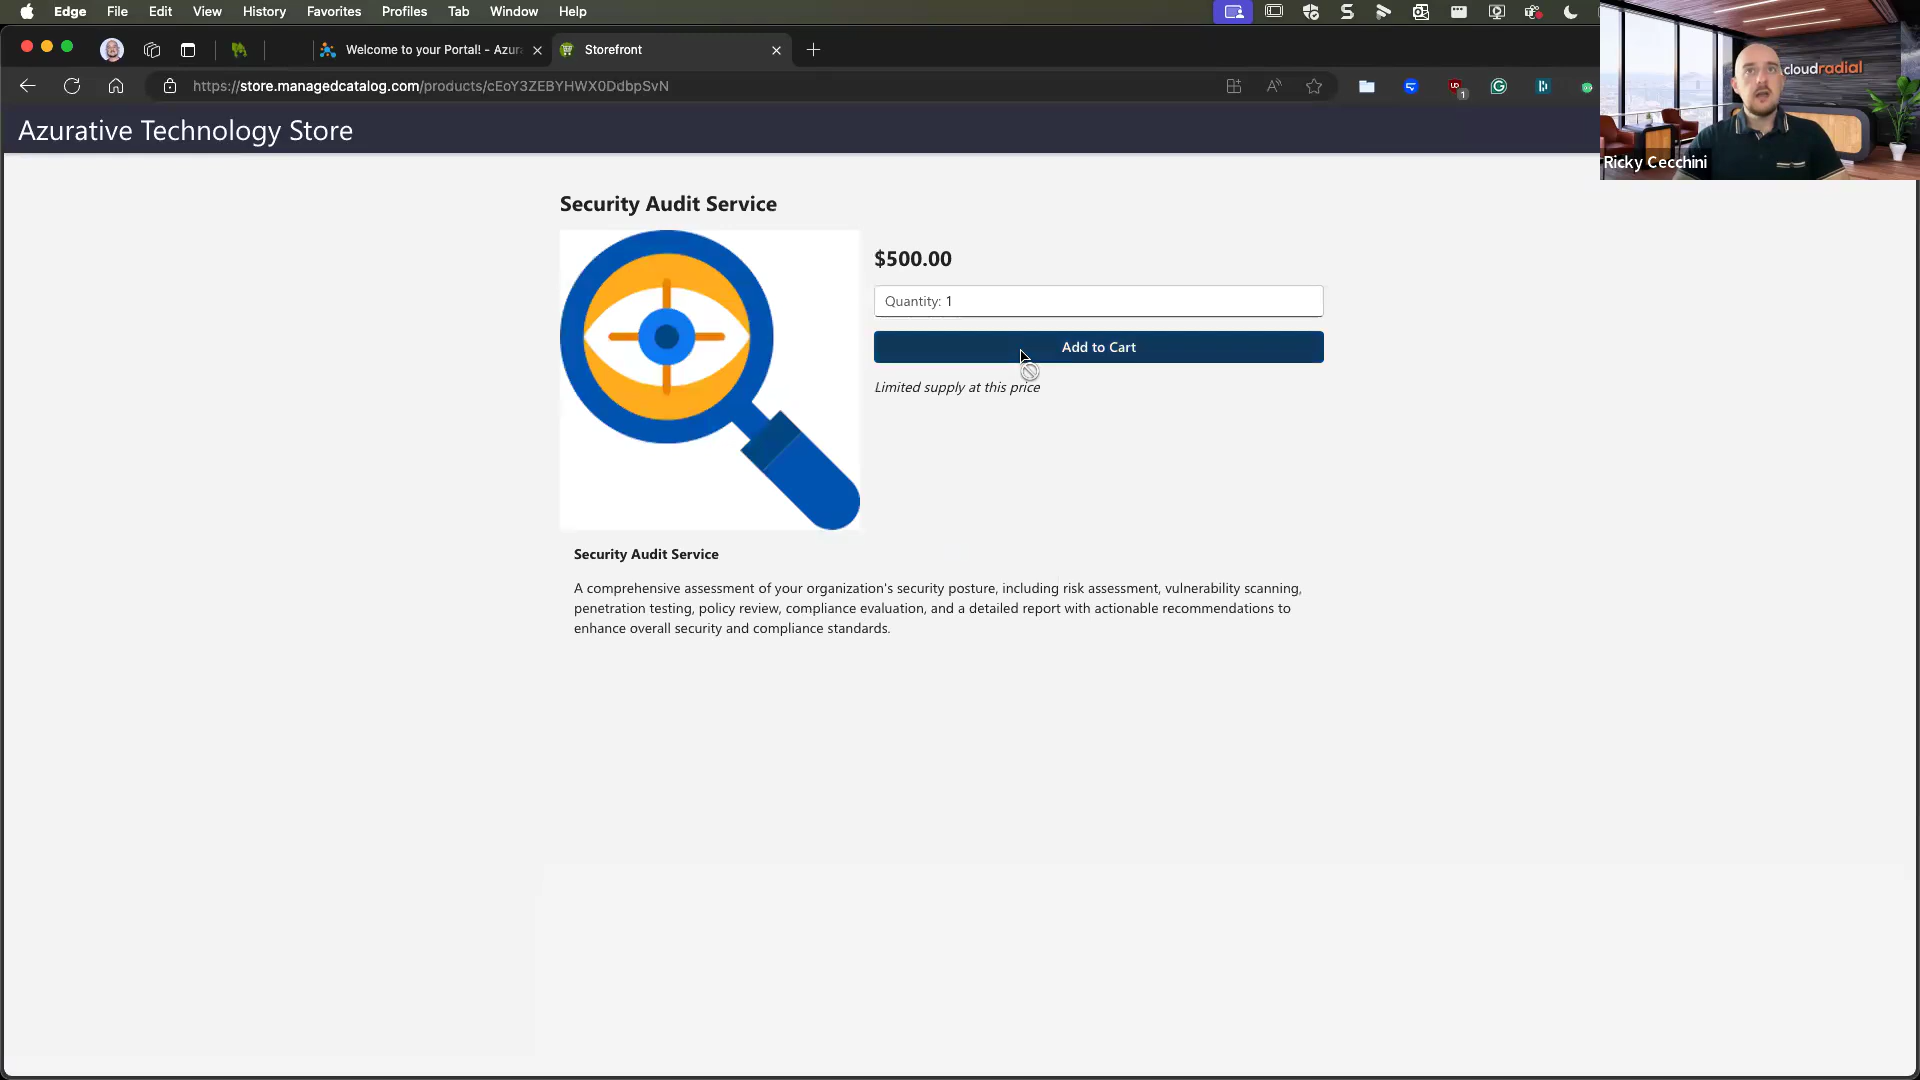 Edge File Edit View History Favorites Profiles Tab Window Help
Welcome to your Portal! - Azur
Storefront
https://store.managedcatalog.com/products/cEoY3ZEBYHWX0DdbpSvN
1
cloudradial
Ricky Cecchini
Azurative Technology Store
Security Audit Service
$500.00
Quantity: 1
Add to Cart
Limited supply at this price
Security Audit Service
A comprehensive assessment of your organization's security posture, including risk assessment, vulnerability scanning,
penetration testing, policy review, compliance evaluation, and a detailed report with actionable recommendations to
enhance overall security and compliance standards.